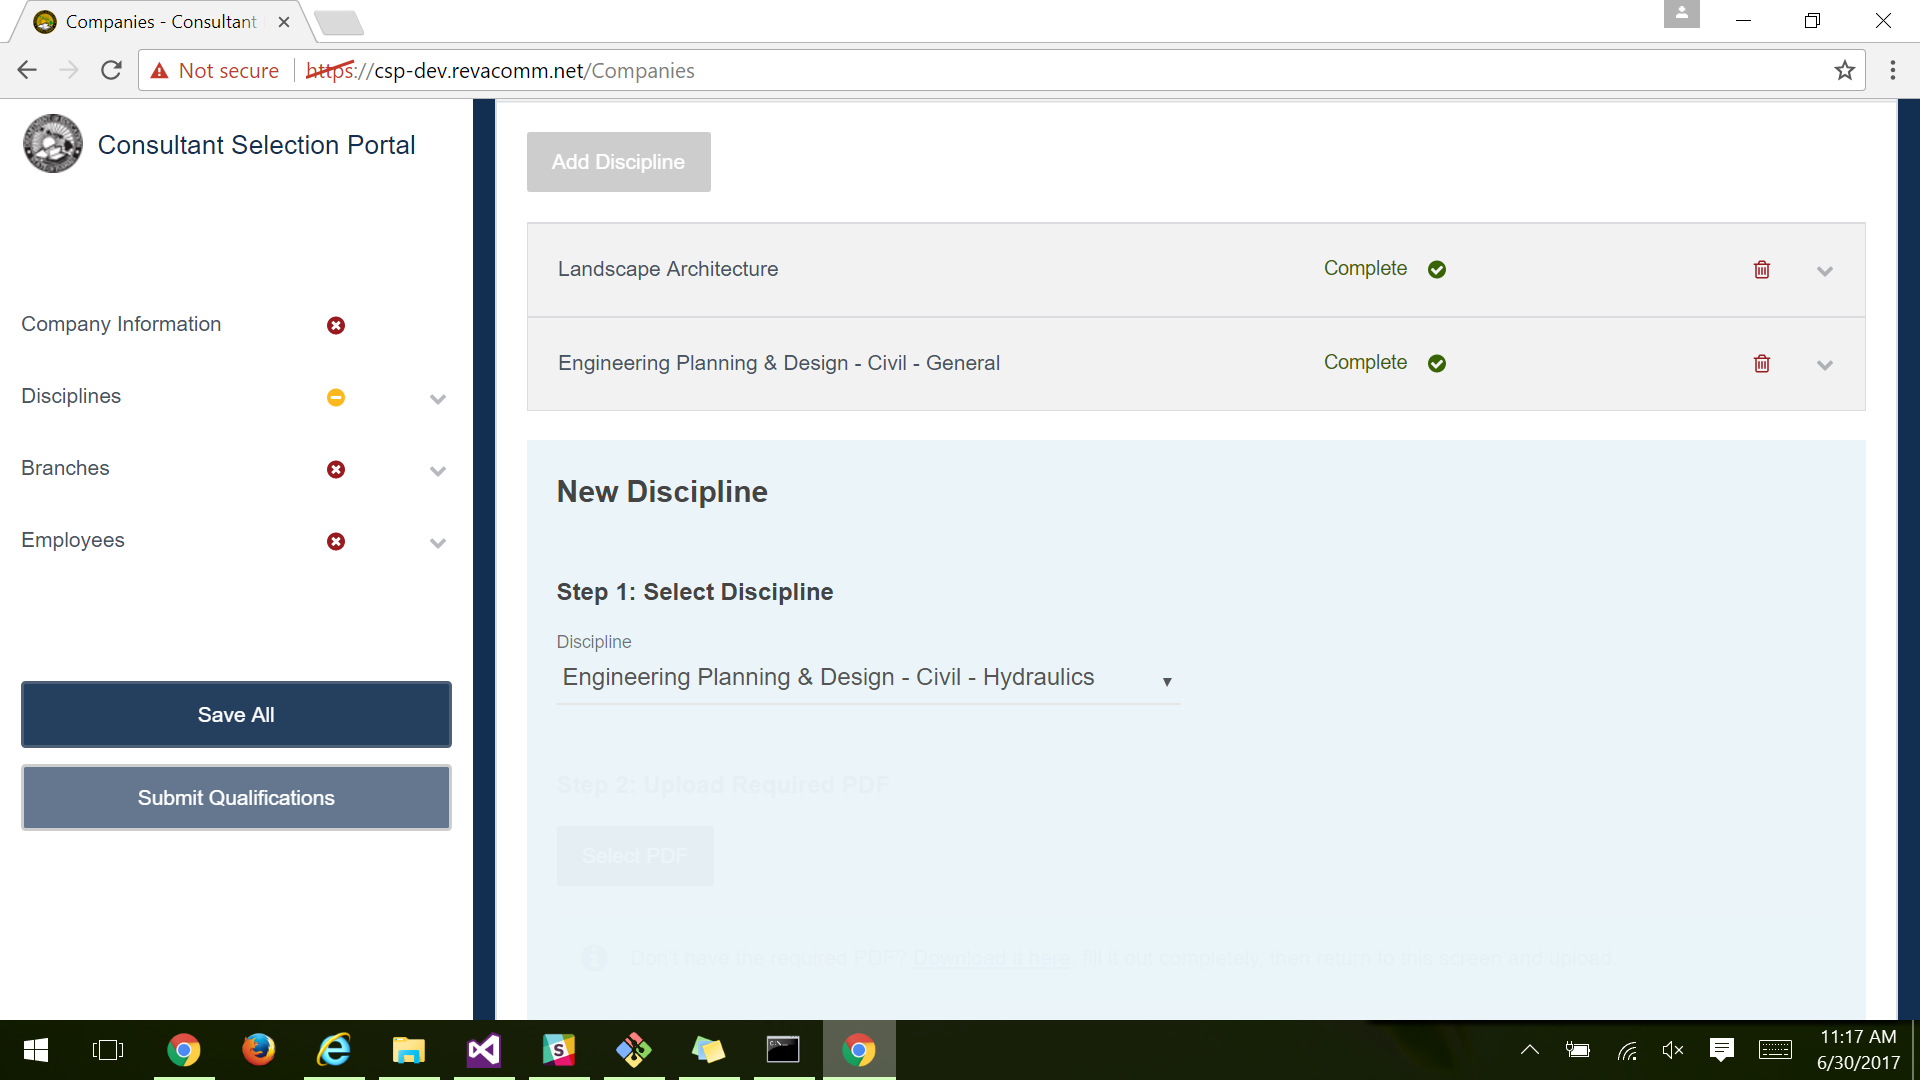 Companies - Consultant
Not secure
https://csp-dev.revacomm.net/Companies
Consultant Selection Portal
Company Information
Disciplines
Branches
Employees
Save All
Submit Qualifications
Add Discipline
Landscape Architecture Complete
Engineering Planning & Design - Civil - General Complete
New Discipline
Step 1: Select Discipline
Discipline
Engineering Planning & Design - Civil - Hydraulics
Step 2: Upload Required PDF
Select PDF
Don't have the required PDF? Download it here, fill it out completely, then return to this screen and upload.
11:17 AM
6/30/2017